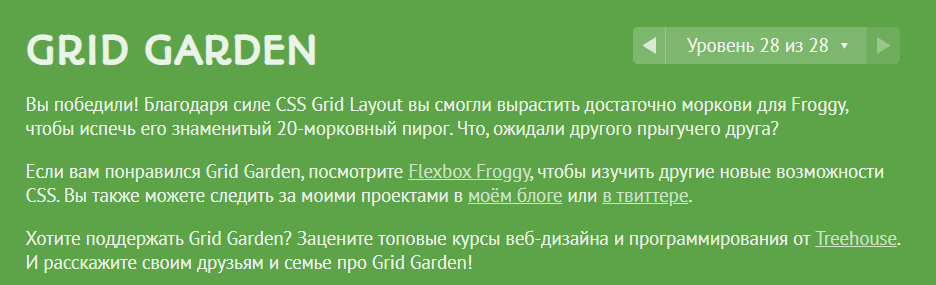 GRID GARDEN
Уровень 28 из 28
Вы победили! Благодаря силе CSS Grid Layout вы смогли вырастить достаточно моркови для Froggy,
чтобы испечь его знаменитый 20-морковный пирог. Что, ожидали другого прыгучего друга?
Если вам понравился Grid Garden, посмотрите Flexbox Froggy, чтобы изучить другие новые возможности
CSS. Вы также можете следить за моими проектами в моём блоге или в твиттере.
Хотите поддержать Grid Garden? Зацените топовые курсы веб-дизайна и программирования от Treehouse.
И расскажите своим друзьям и семье про Grid Garden!